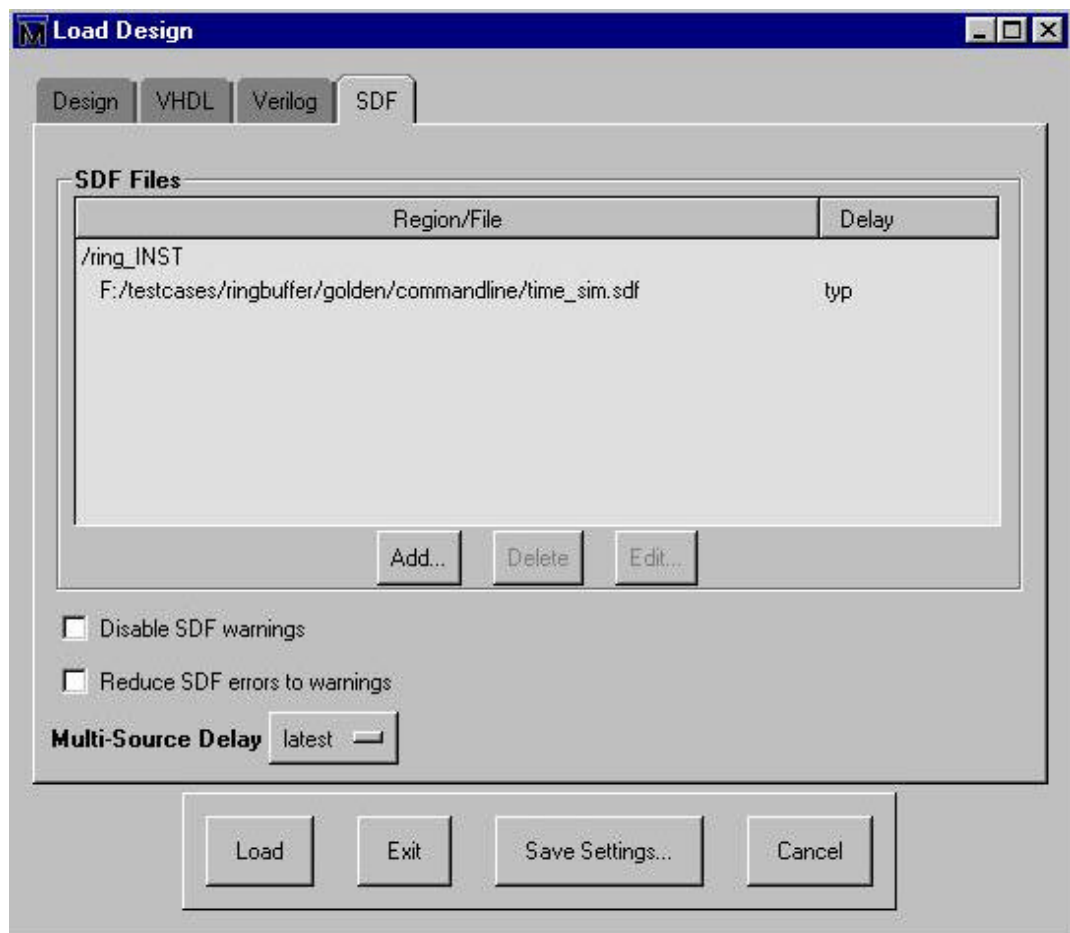 M Load Design
Design VHDL Verilog SDF
SDF Files
Region/File Delay
/ring_INST
F:/testcases/ringbuffer/golden/commandline/time_sim.sdf typ
Add... Delete Edit...
Disable SDF warnings
Reduce SDF errors to warnings
Multi-Source Delay latest
Load Exit Save Settings... Cancel